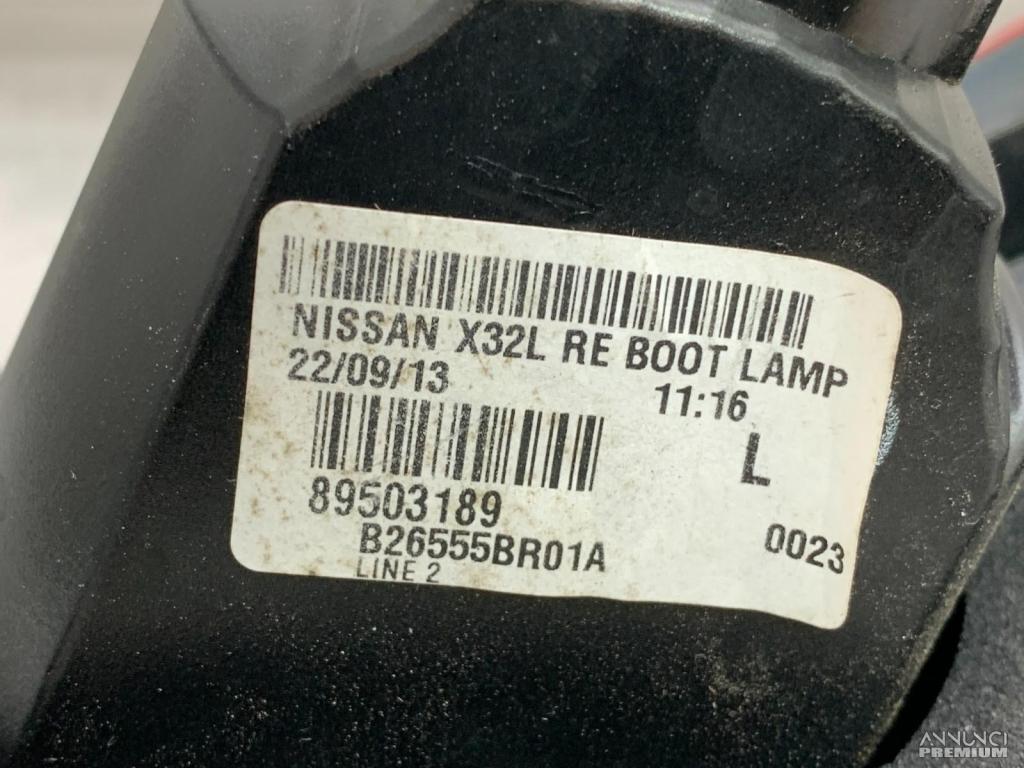 NISSAN X32L RE BOOT LAMP
22/09/13 11:16
L
89503189
B26555BR01A 0023
LINE 2
ANNUNCI
PREMIUM